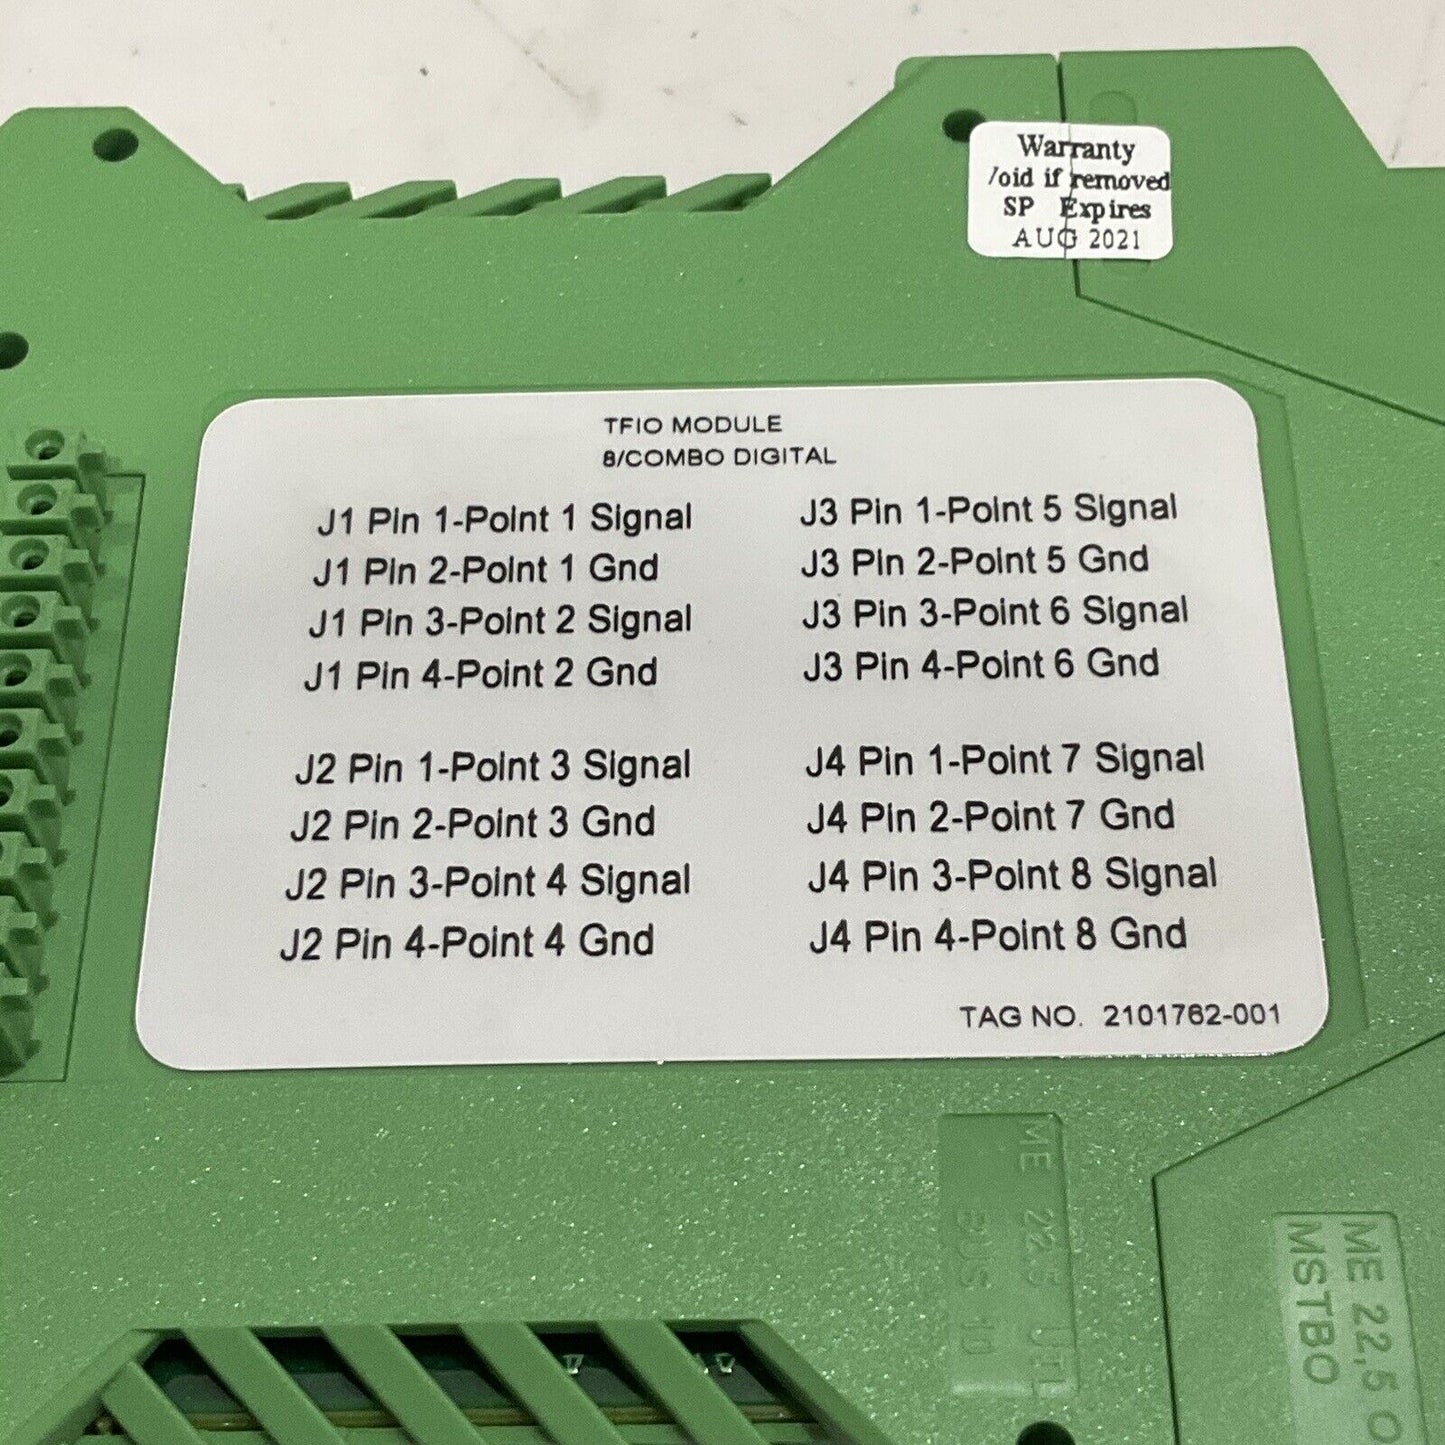 Warranty
/oid if removed
SP Expires
AUG 2021
TFIO MODULE
8/COMBO DIGITAL
J1 Pin 1-Point 1 Signal
J1 Pin 2-Point 1 Gnd
J1 Pin 3-Point 2 Signal
J1 Pin 4-Point 2 Gnd
J2 Pin 1-Point 3 Signal
J2 Pin 2-Point 3 Gnd
J2 Pin 3-Point 4 Signal
J2 Pin 4-Point 4 Gnd
J3 Pin 1-Point 5 Signal
J3 Pin 2-Point 5 Gnd
J3 Pin 3-Point 6 Signal
J3 Pin 4-Point 6 Gnd
J4 Pin 1-Point 7 Signal
J4 Pin 2-Point 7 Gnd
J4 Pin 3-Point 8 Signal
J4 Pin 4-Point 8 Gnd
TAG NO. 2101762-001
ME 22.5
BUS 10
ME 22,5 O
MSTBO